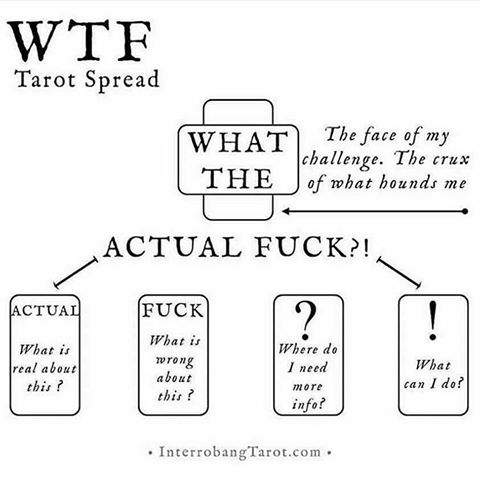 WTF
Tarot Spread
WHAT
THE
The face of my
challenge. The crux
of what hounds me
ACTUAL FUCK?!
ACTUAL
What is
real about
this ?
FUCK
What is
wrong
about
this ?
?
Where do
I need
more
info?
!
What
can I do?
• InterrobangTarot.com •